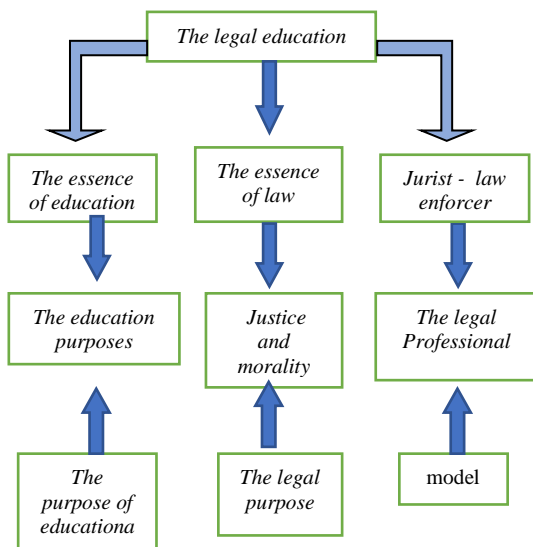 The legal education
The essence
of education
The essence
of law
Jurist - law
enforcer
The education
purposes
Justice
and
morality
The legal
Professional
The
purpose of
educationa
The legal
purpose
model